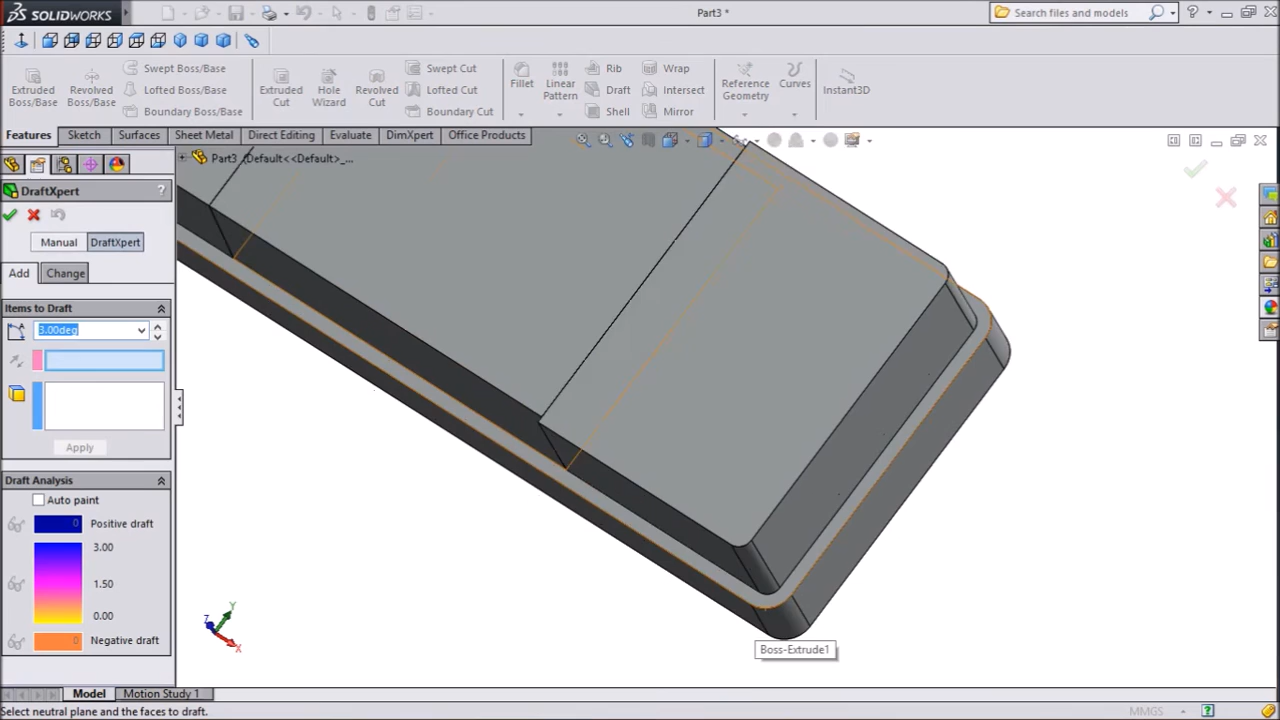 SOLIDWORKS
Part3 *
Search files and models
Extruded Boss/Base
Revolved Boss/Base
Swept Boss/Base
Lofted Boss/Base
Boundary Boss/Base
Extruded Cut
Hole Wizard
Revolved Cut
Swept Cut
Lofted Cut
Boundary Cut
Fillet
Linear Pattern
Rib
Draft
Shell
Wrap
Intersect
Mirror
Reference Geometry
Curves
Instant3D
Features Sketch Surfaces Sheet Metal Direct Editing Evaluate DimXpert Office Products
Part3 (Default<<Default>_...
DraftXpert ?
Manual DraftXpert
Add Change
Items to Draft
3.00deg
Apply
Draft Analysis
Auto paint
0 Positive draft
3.00
1.50
0.00
0 Negative draft
Z Y X
Boss-Extrude1
Model Motion Study 1
Select neutral plane and the faces to draft.
MMGS